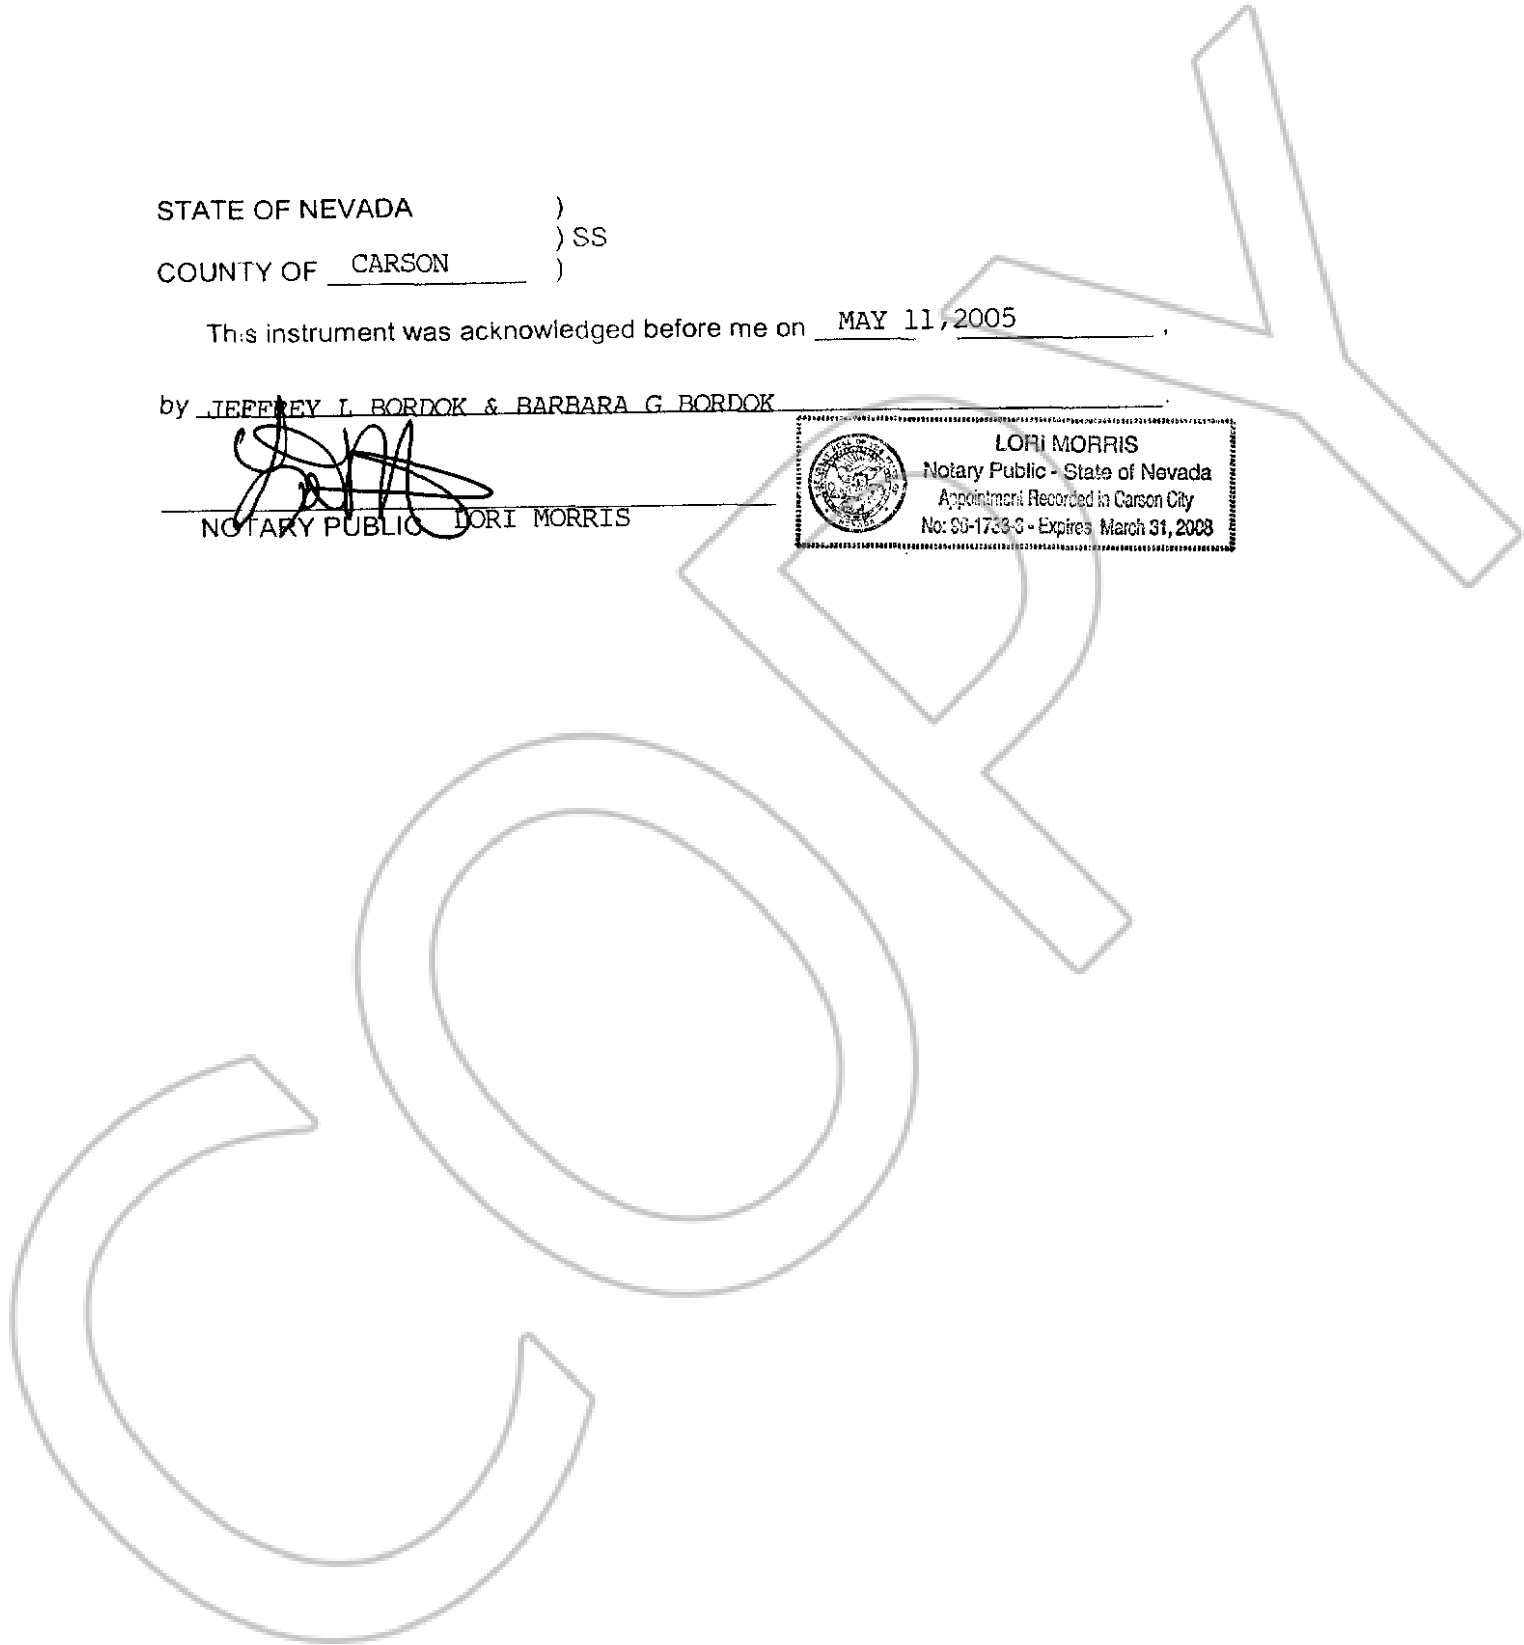 STATE OF NEVADA )
) SS
COUNTY OF CARSON )
This instrument was acknowledged before me on MAY 11, 2005 ,
by JEFFREY L BORDOK & BARBARA G BORDOK .
NOTARY PUBLIC LORI MORRIS
LORI MORRIS
Notary Public - State of Nevada
Appointment Recorded in Carson City
No: - Expires March 31, 2008
COPY